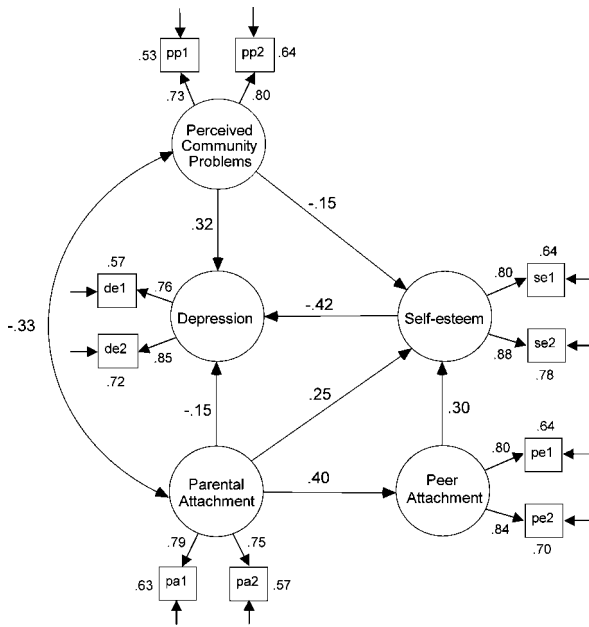 .53 pp1 pp2 .64
.73 .80
Perceived
Community
Problems
.32 -.15
.57 .64
de1 .76 .80 se1
Depression -.42 Self-esteem
-.33
de2 .85 .88 se2
.72 .78
-.15 .25 .30
.64
.80 pe1
Parental
Attachment
.40
Peer
Attachment
.84 pe2
.70
.79 .75
.63 pa1 pa2 .57